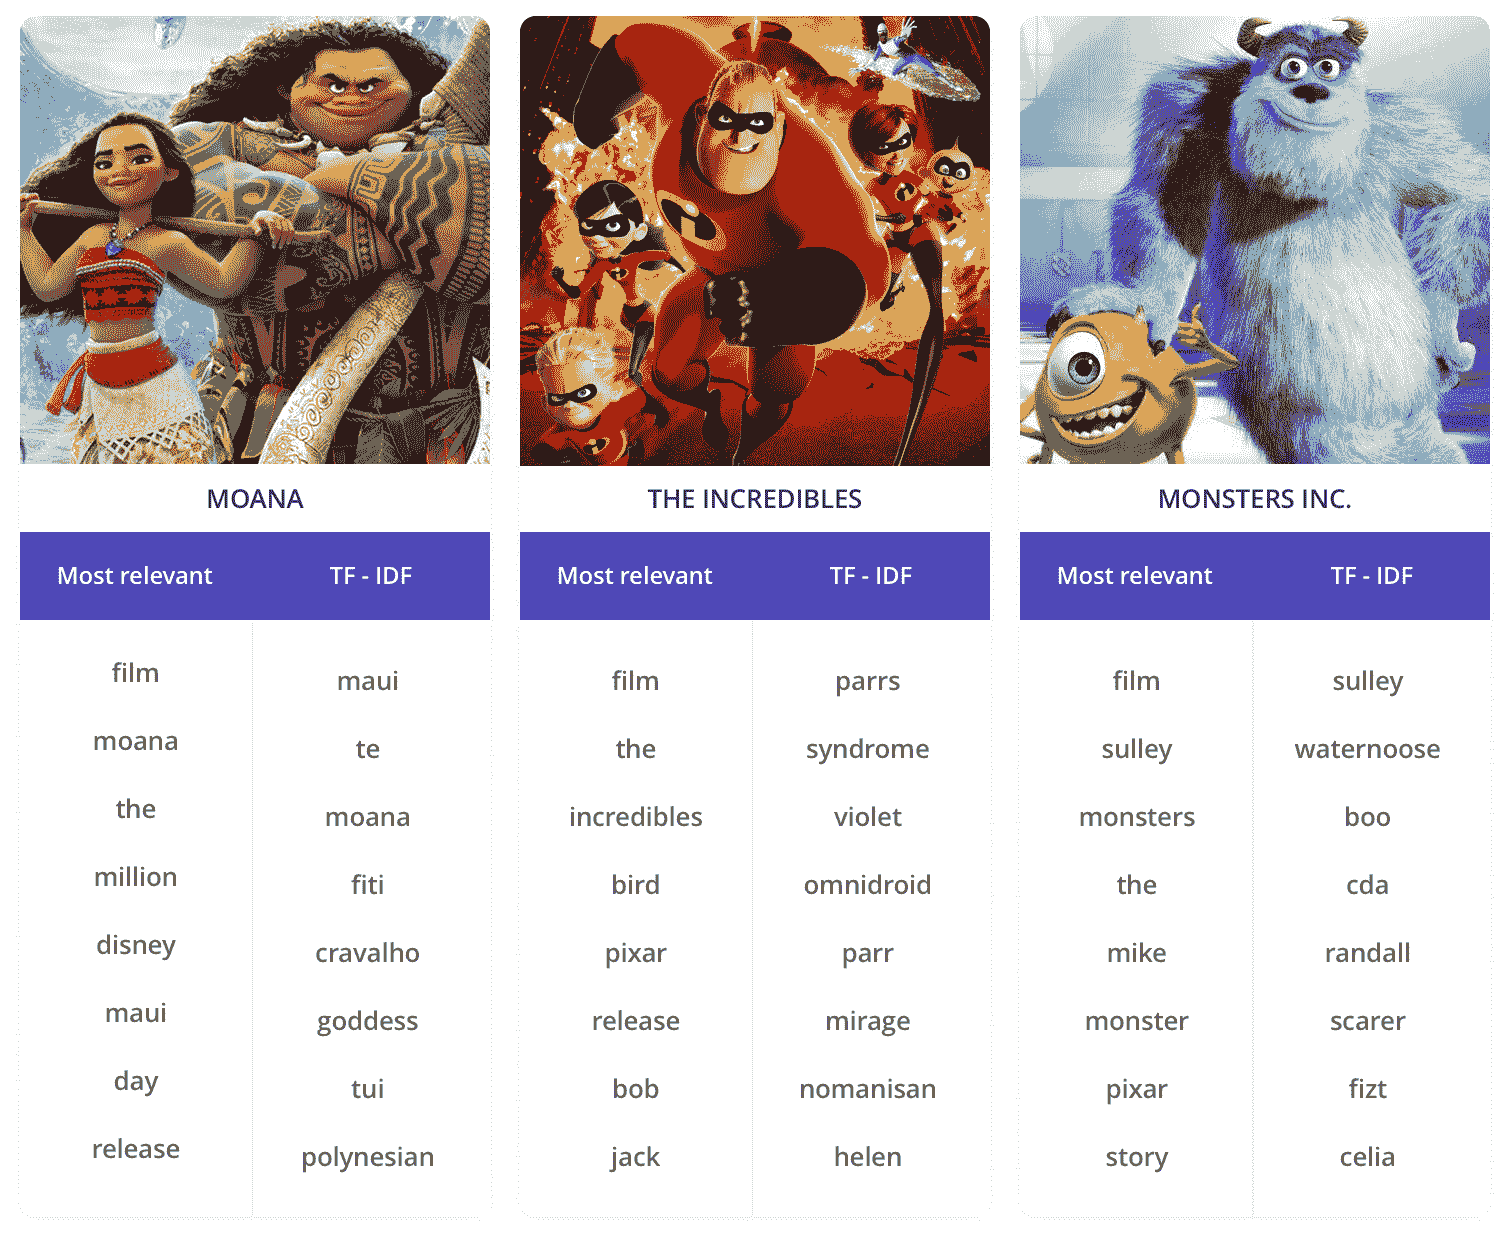 MOANA
Most relevant TF - IDF
film maui
moana te
the moana
million fiti
disney cravalho
maui goddess
day tui
release polynesian
THE INCREDIBLES
Most relevant TF - IDF
film parrs
the syndrome
incredibles violet
bird omnidroid
pixar parr
release mirage
bob nomanisan
jack helen
MONSTERS INC.
Most relevant TF - IDF
film sulley
sulley waternoose
monsters boo
the cda
mike randall
monster scarer
pixar fizt
story celia